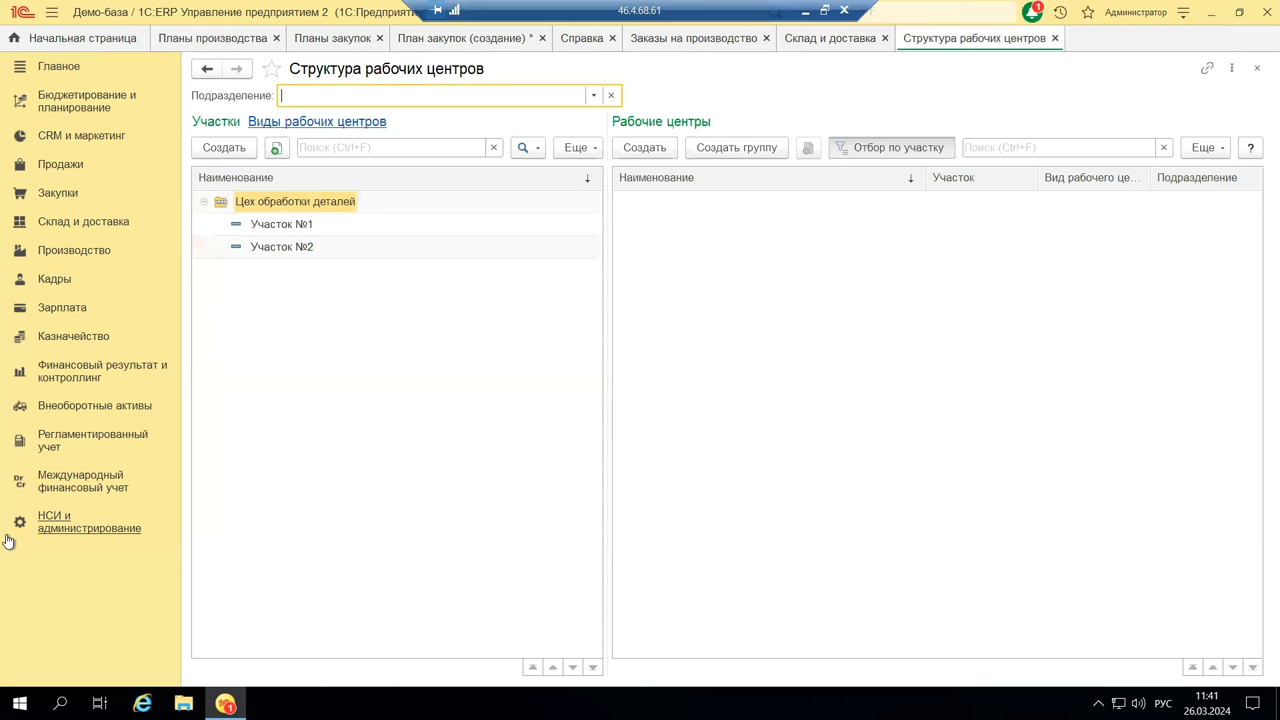 Демо-база / 1С:ERP Управление предприятием 2 (1С:Предприяти
46.4.68.61
1
Администратор
Начальная страница
Планы производства
Планы закупок
План закупок (создание) *
Справка
Заказы на производство
Склад и доставка
Структура рабочих центров
Главное
Бюджетирование и
планирование
CRM и маркетинг
Продажи
Закупки
Склад и доставка
Производство
Кадры
Зарплата
Казначейство
Финансовый результат и
контроллинг
Внеоборотные активы
Регламентированный
учет
Dr
Cr
Международный
финансовый учет
НСИ и
администрирование
Структура рабочих центров
Подразделение:
Участки Виды рабочих центров
Создать
Поиск (Ctrl+F)
Еще
Наименование
Цех обработки деталей
Участок №1
Участок №2
Рабочие центры
Создать
Создать группу
Отбор по участку
Поиск (Ctrl+F)
Еще
?
Наименование
Участок
Вид рабочего це...
Подразделение
1
РУС
11:41
26.03.2024